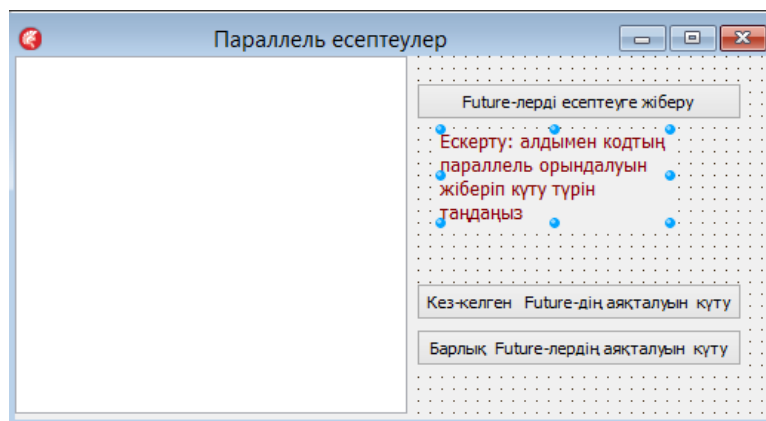 Параллель есептеулер
Future-лерді есептеуге жіберу
Ескерту: алдымен кодтың
параллель орындалуын
жіберіп күту түрін
таңдаңыз
Кез-келген Future-дің аяқталуын күту
Барлық Future-лердің аяқталуын күту